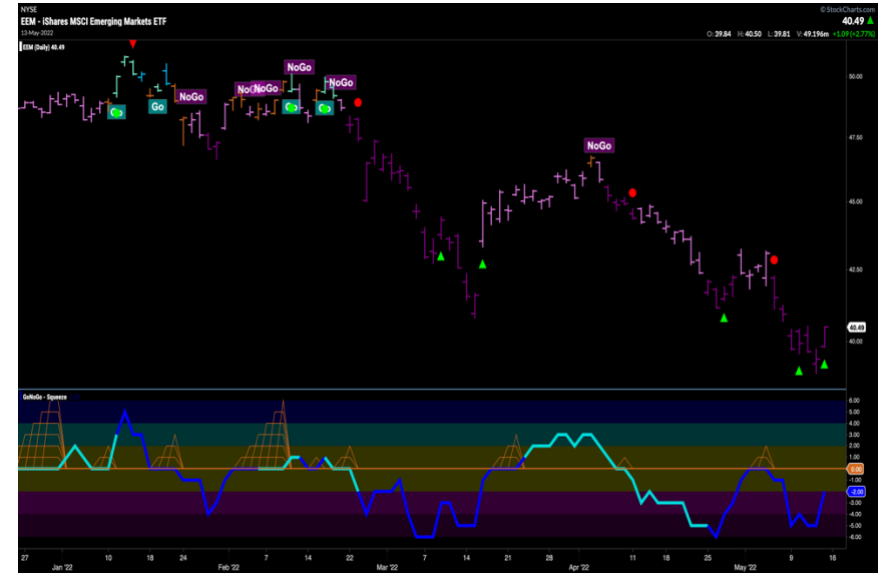 NYSE
© StockCharts.com
EEM - iShares MSCI Emerging Markets ETF
40.49
13-May-2022
O: 39.84 H: 40.50 L: 39.81 V: 49.196m +1.09 (+2.77%)
EEM (Daily) 40.49
NoGo
NoGo
NoGo
NoGo
NoGo
Go
NoGo
50.00
47.50
45.00
42.50
40.49
40.00
GoNoGo - Squeeze
6.00
5.00
4.00
3.00
2.00
1.00
0.00
-1.00
-2.00
-3.00
-4.00
-5.00
-6.00
27 10 18 24 7 14 22 7 14 21 28 11 18 25 9 16
Jan '22 Feb '22 Mar '22 Apr '22 May '22